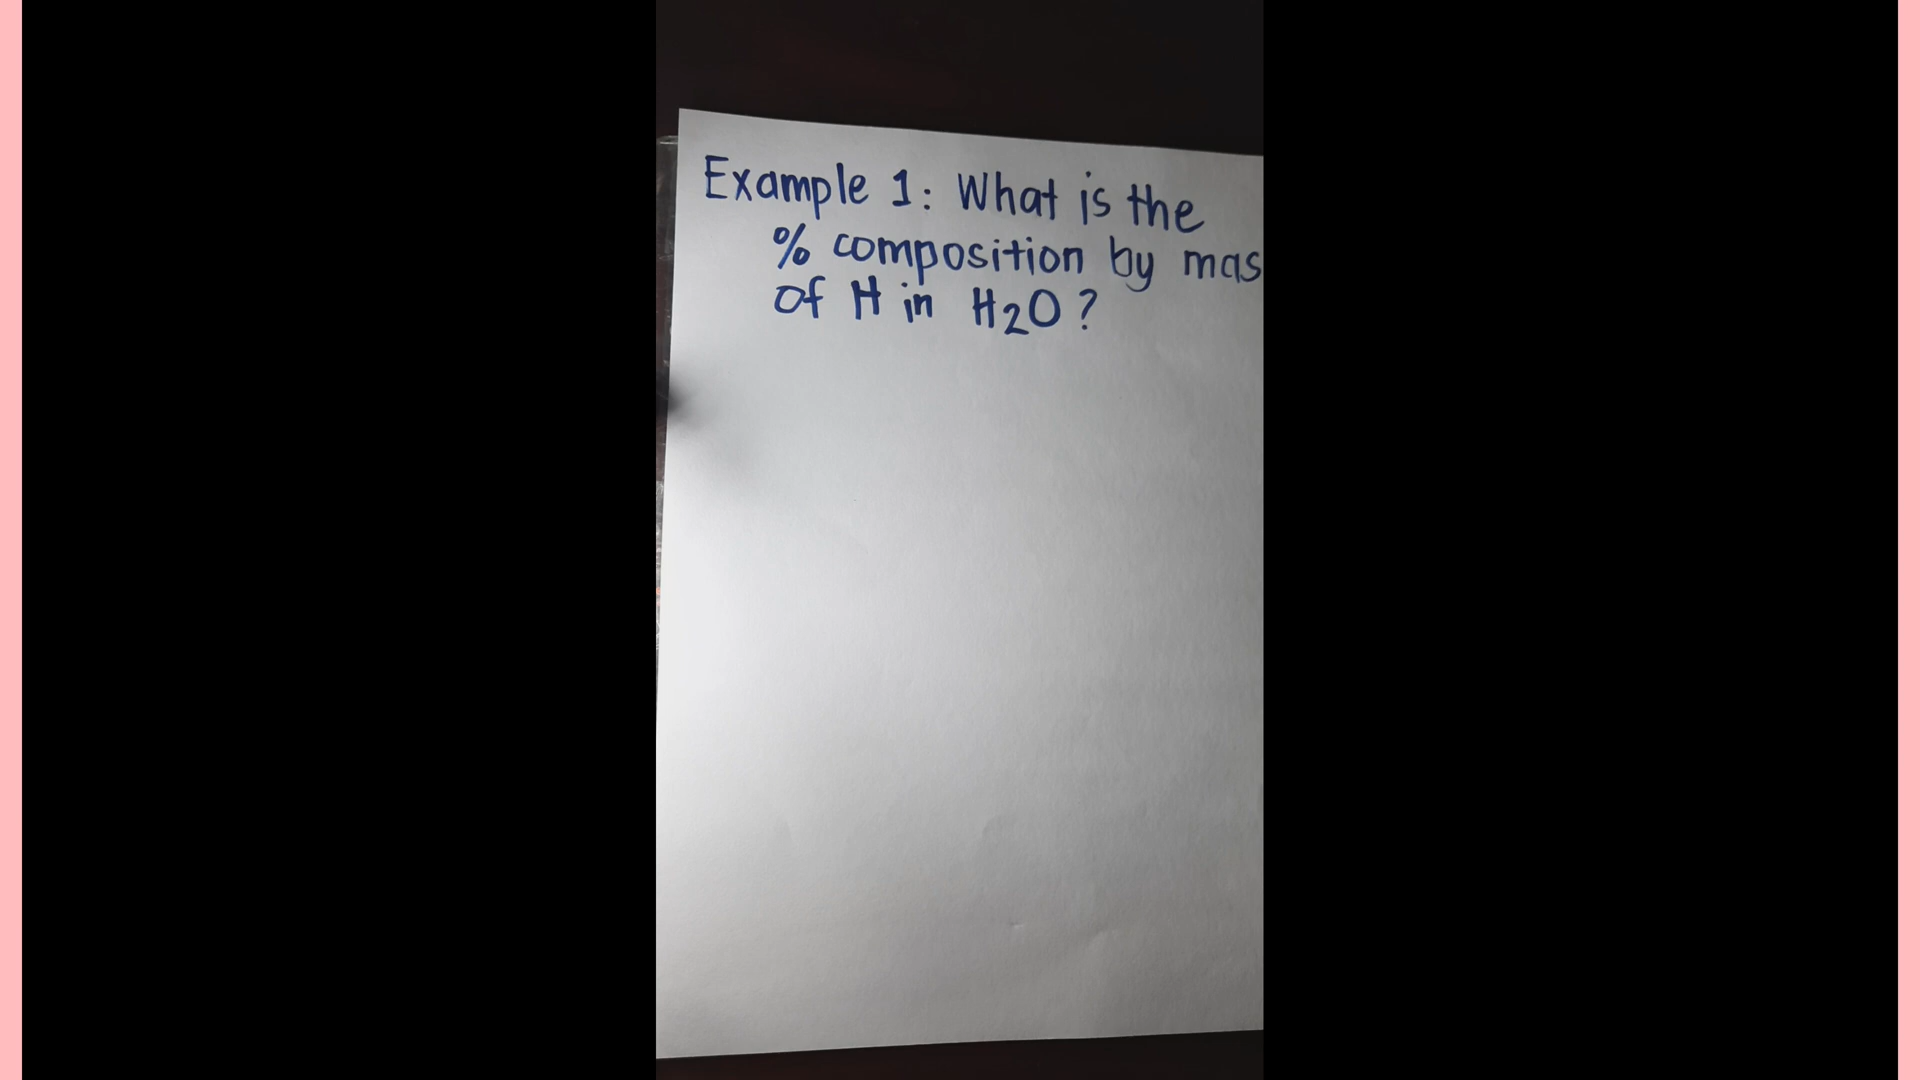 Example 1: What is the
% composition by mas
of H in H2O?